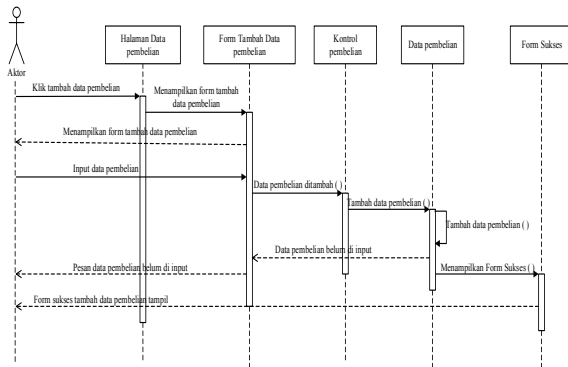 Halaman Data
pembelian
Form Tambah Data
pembelian
Kontrol
pembelian
Data pembelian
Form Sukses
Aktor
Klik tambah data pembelian
Menampilkan form tambah
data pembelian
Menampilkan form tambah data pembelian
Input data pembelian
Data pembelian ditambah ( )
Tambah data pembelian ( )
Tambah data pembelian ( )
Data pembelian belum di input
Pesan data pembelian belum di input
Menampilkan Form Sukses ( )
Form sukses tambah data pembelian tampil